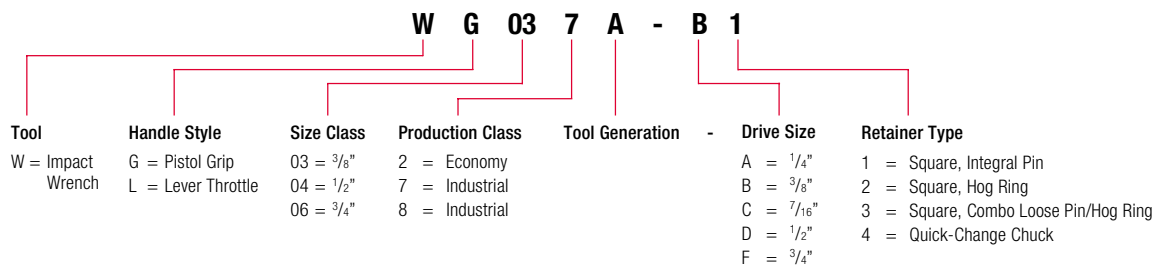 W G 03 7 A - B 1
Tool Handle Style Size Class Production Class Tool Generation - Drive Size Retainer Type
W = Impact Wrench
G = Pistol Grip
L = Lever Throttle
03 = 3/8"
04 = 1/2"
06 = 3/4"
2 = Economy
7 = Industrial
8 = Industrial
A = 1/4"
B = 3/8"
C = 7/16"
D = 1/2"
F = 3/4"
1 = Square, Integral Pin
2 = Square, Hog Ring
3 = Square, Combo Loose Pin/Hog Ring
4 = Quick-Change Chuck